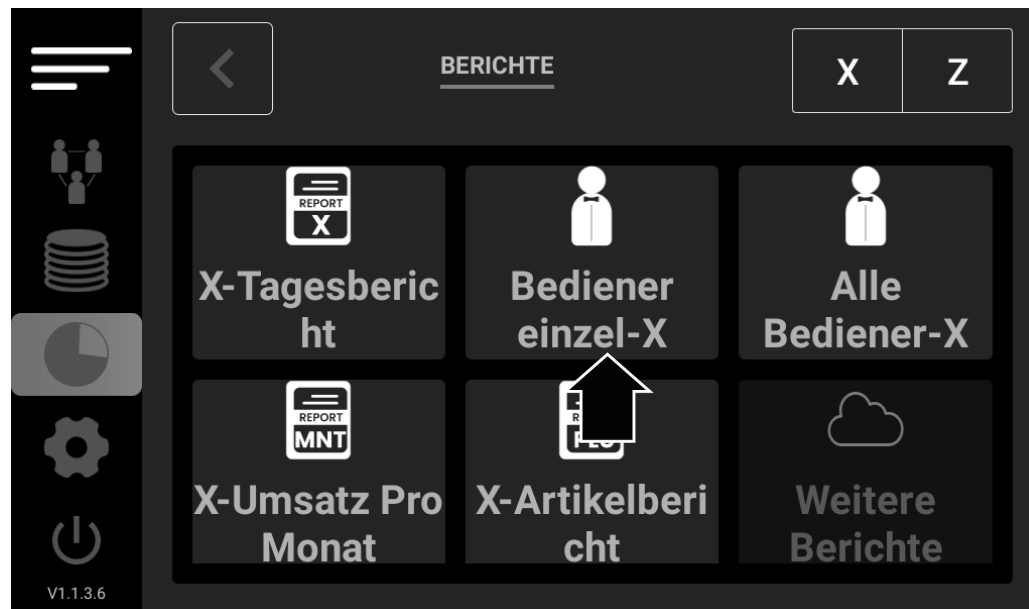 BERICHTE
X Z
REPORT
X
X-Tagesberic
ht
Bediener
einzel-X
Alle
Bediener-X
REPORT
MNT
X-Umsatz Pro
Monat
X-Artikelberi
cht
Weitere
Berichte
V1.1.3.6